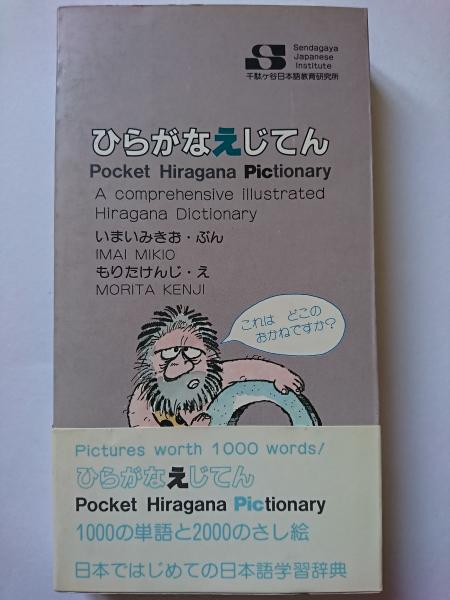 Sendagaya
Japanese
Institute
千駄ケ谷日本語教育研究所
ひらがなえじてん
Pocket Hiragana Pictionary
A comprehensive illustrated
Hiragana Dictionary
いまいみきお・ぶん
IMAI MIKIO
もりたけんじ・え
MORITA KENJI
これは どこの
おかねですか?
Pictures worth 1000 words!
ひらがなえじてん
Pocket Hiragana Pictionary
1000の単語と2000のさし絵
日本ではじめての日本語学習辞典